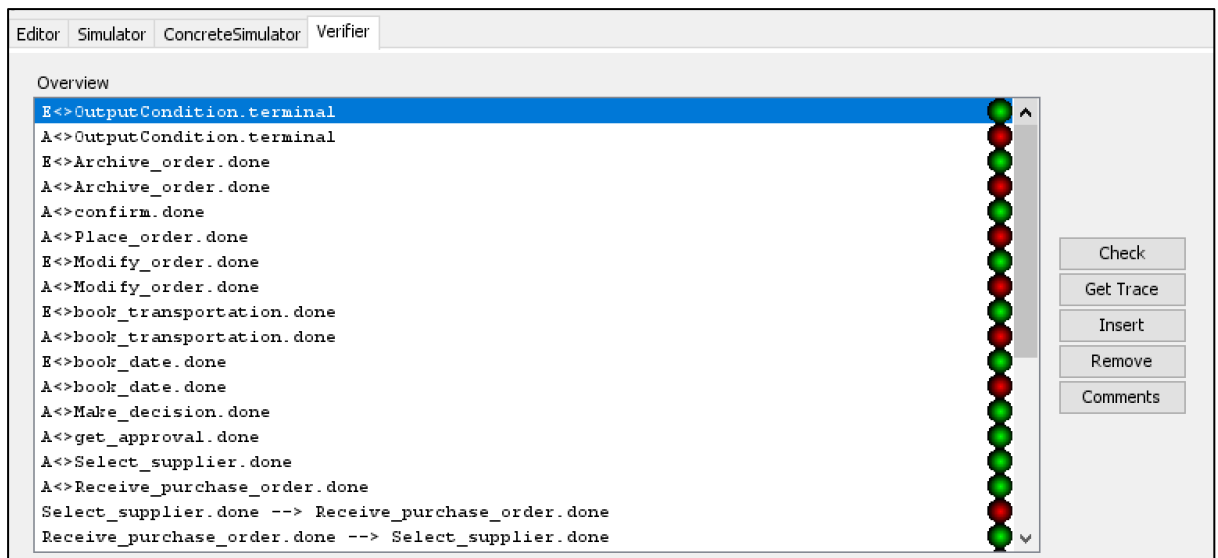 Editor Simulator ConcreteSimulator Verifier
Overview
E<>OutputCondition.terminal
A<>OutputCondition.terminal
E<>Archive_order.done
A<>Archive_order.done
A<>confirm.done
A<>Place_order.done
E<>Modify_order.done
A<>Modify_order.done
E<>book_transportation.done
A<>book_transportation.done
E<>book_date.done
A<>book_date.done
A<>Make_decision.done
A<>get_approval.done
A<>Select_supplier.done
A<>Receive_purchase_order.done
Select_supplier.done --> Receive_purchase_order.done
Receive_purchase_order.done --> Select_supplier.done
Check
Get Trace
Insert
Remove
Comments